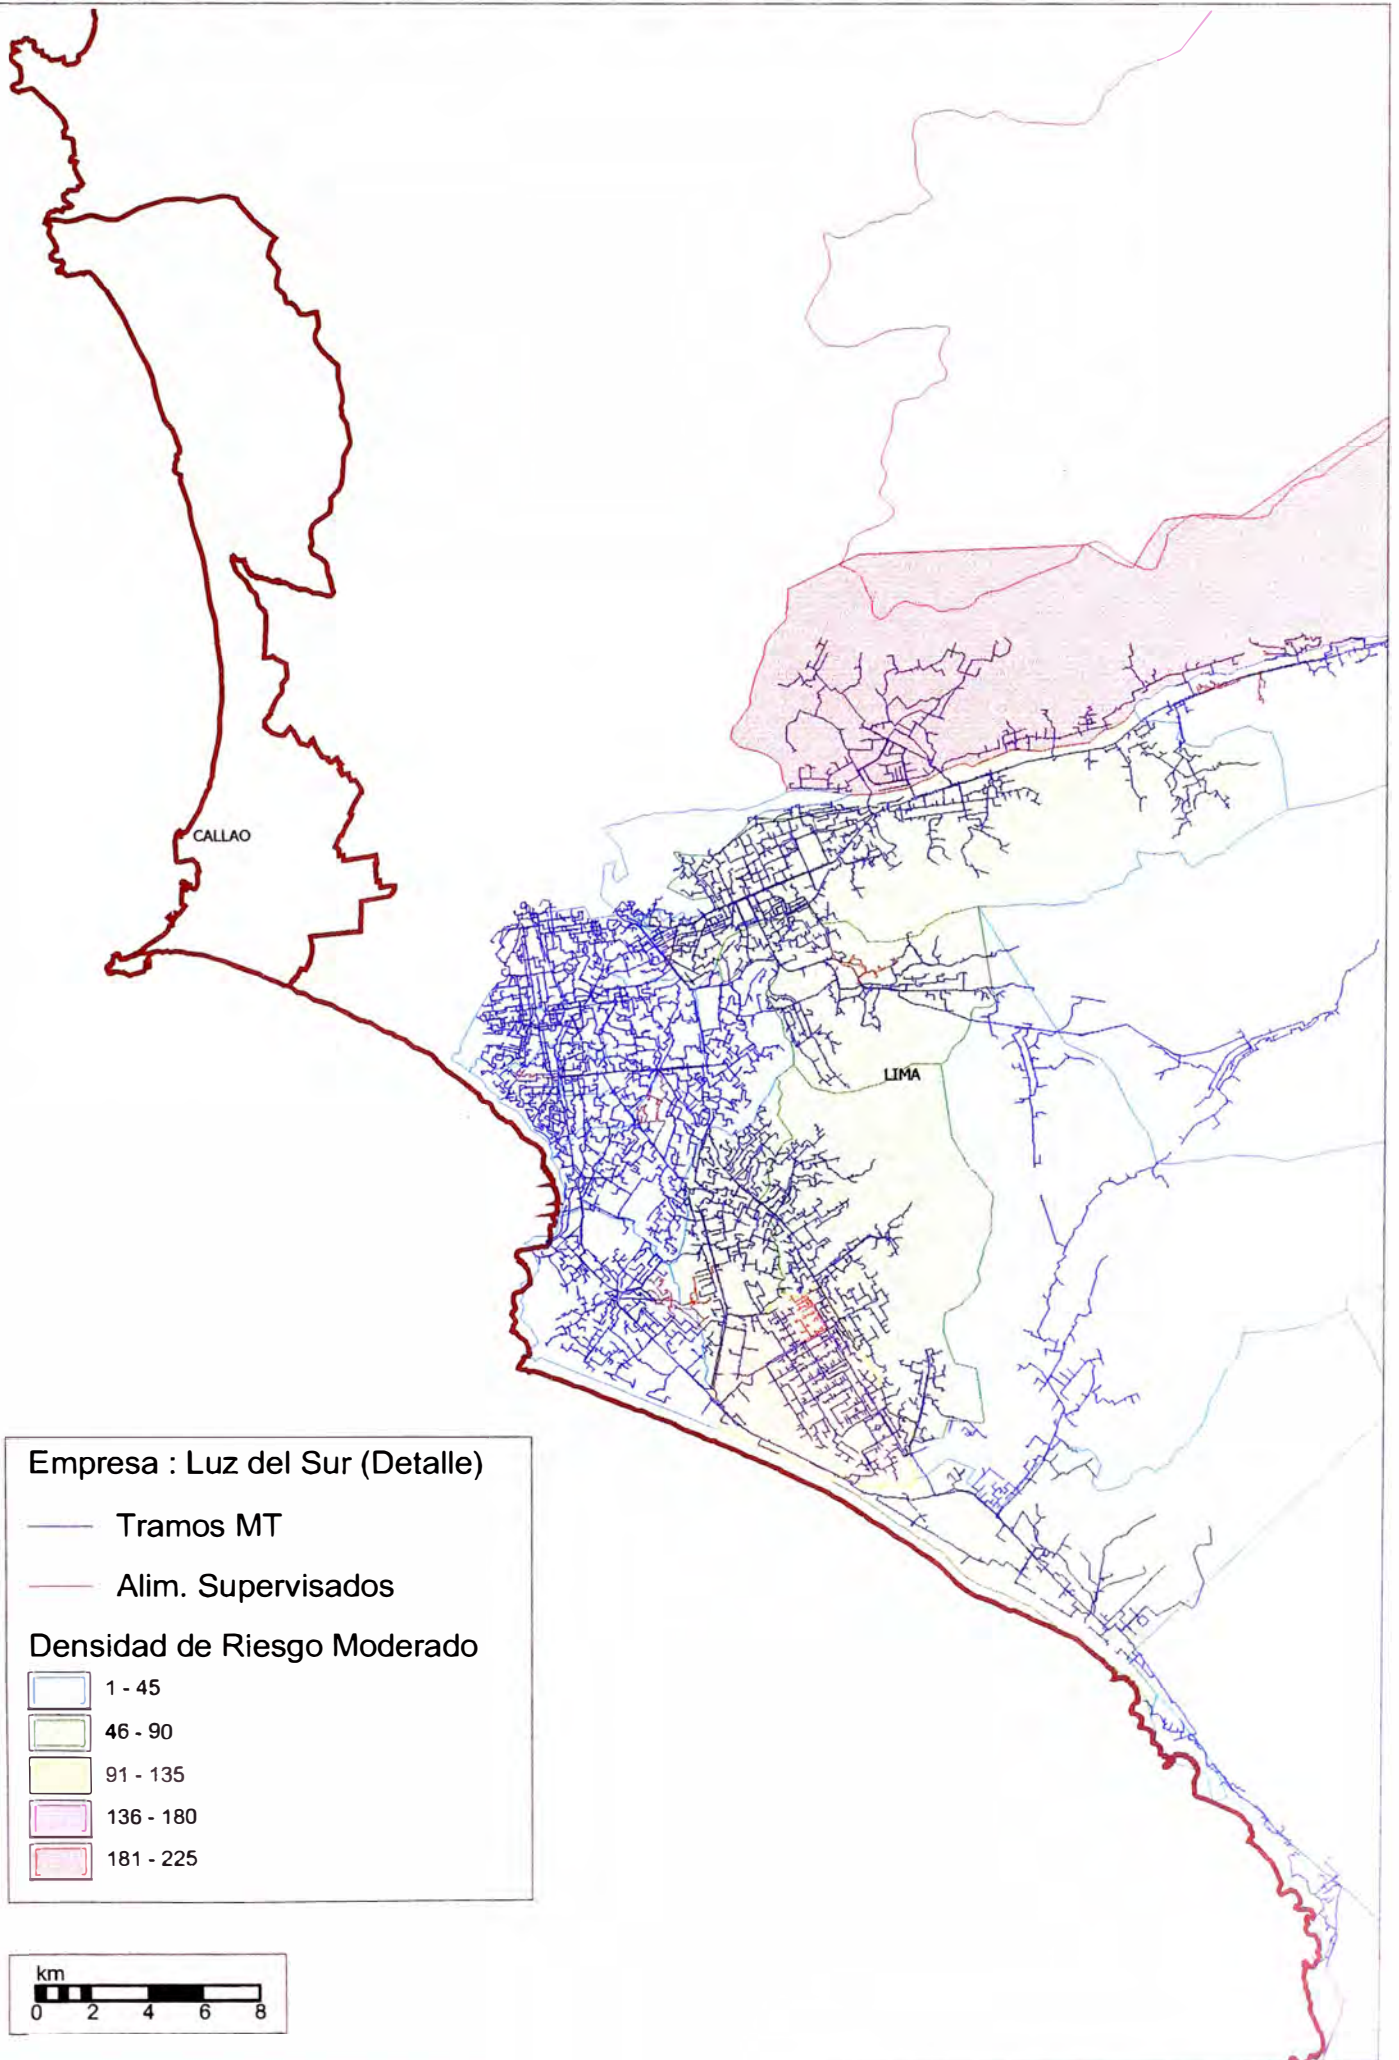 CALLAO
LIMA
Empresa : Luz del Sur (Detalle)
Tramos MT
Alim. Supervisados
Densidad de Riesgo Moderado
1 - 45
46 - 90
91 - 135
136 - 180
181 - 225
km
0 2 4 6 8